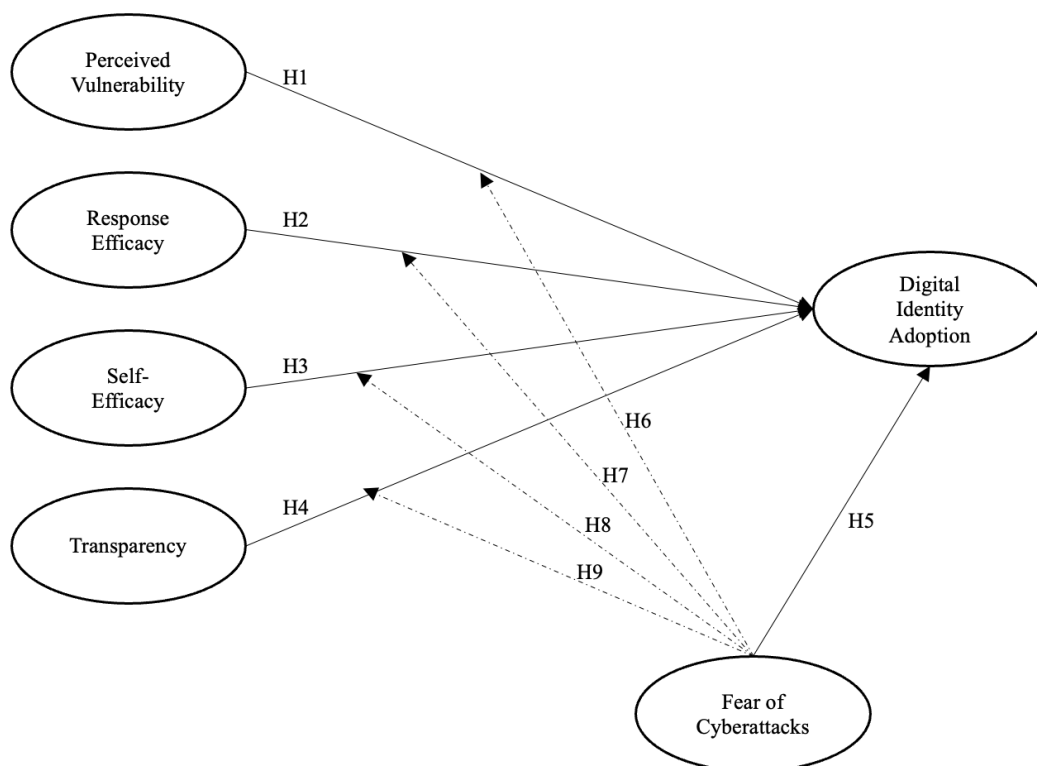 Perceived
Vulnerability
H1
Response
Efficacy
H2
Digital
Identity
Adoption
Self-
Efficacy
H3
H6
H7
Transparency
H4
H8
H5
H9
Fear of
Cyberattacks